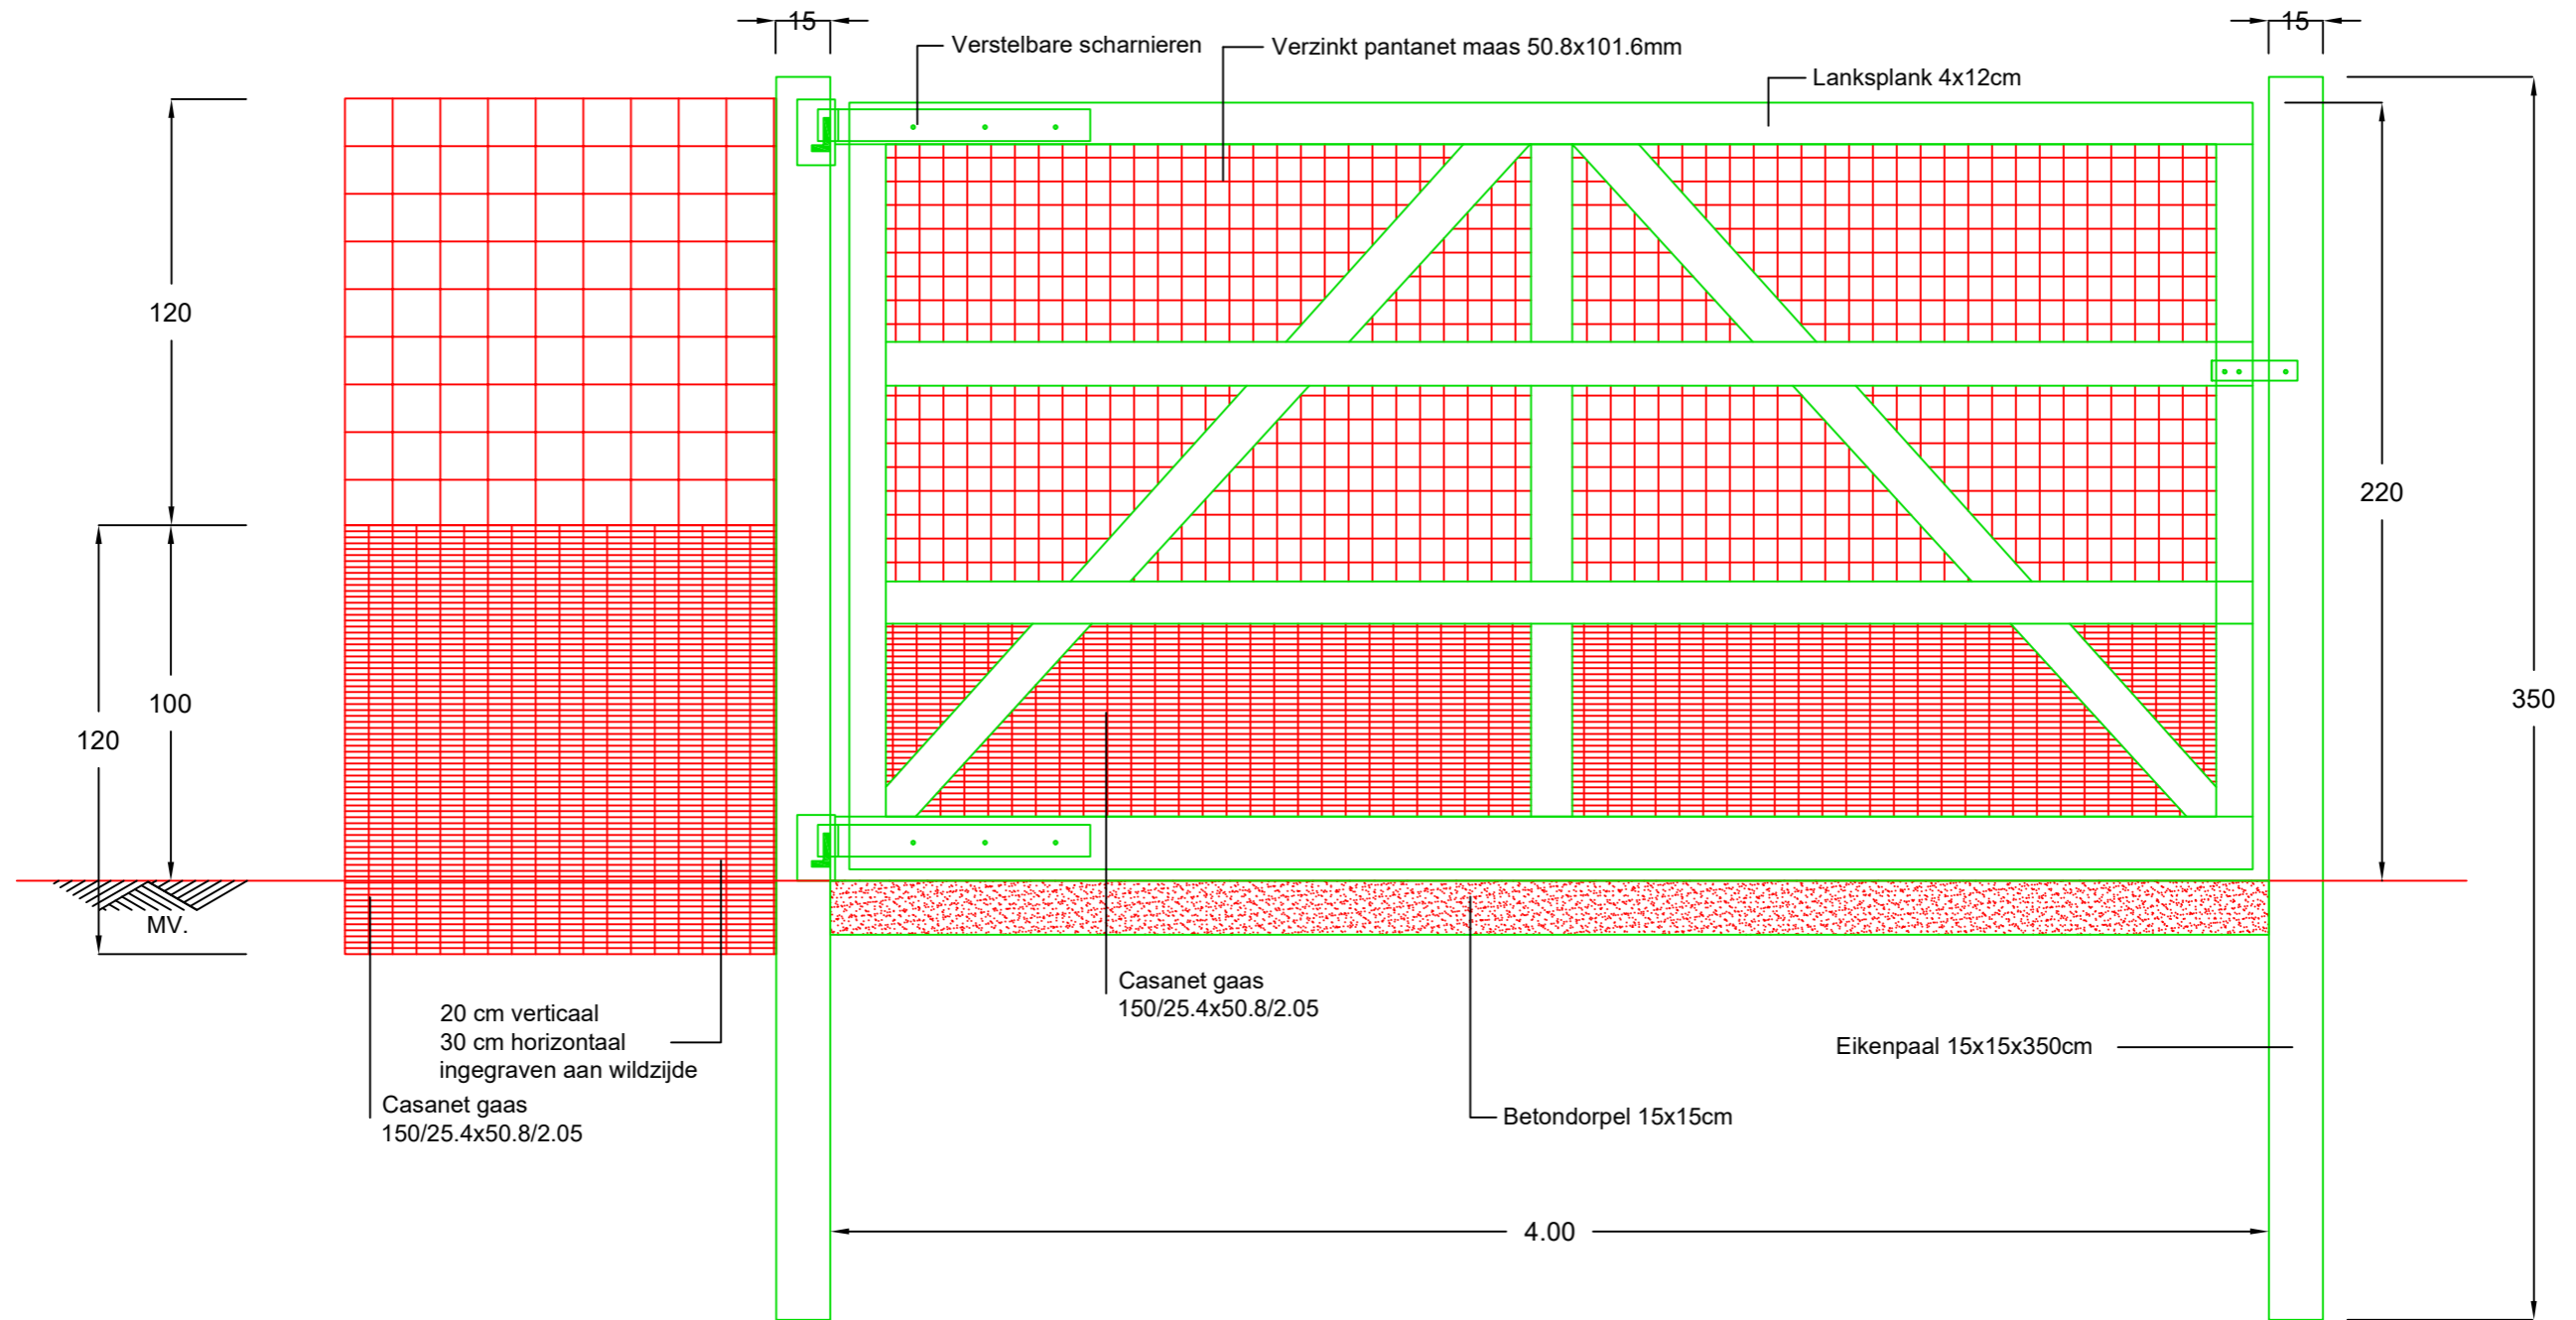 15
15
Verstelbare scharnieren
Verzinkt pantanet maas 50.8x101.6mm
Lanksplank 4x12cm
120
220
100
350
120
MV.
Casanet gaas
150/25.4x50.8/2.05
20 cm verticaal
30 cm horizontaal
ingegraven aan wildzijde
Eikenpaal 15x15x350cm
Casanet gaas
150/25.4x50.8/2.05
Betondorpel 15x15cm
4.00